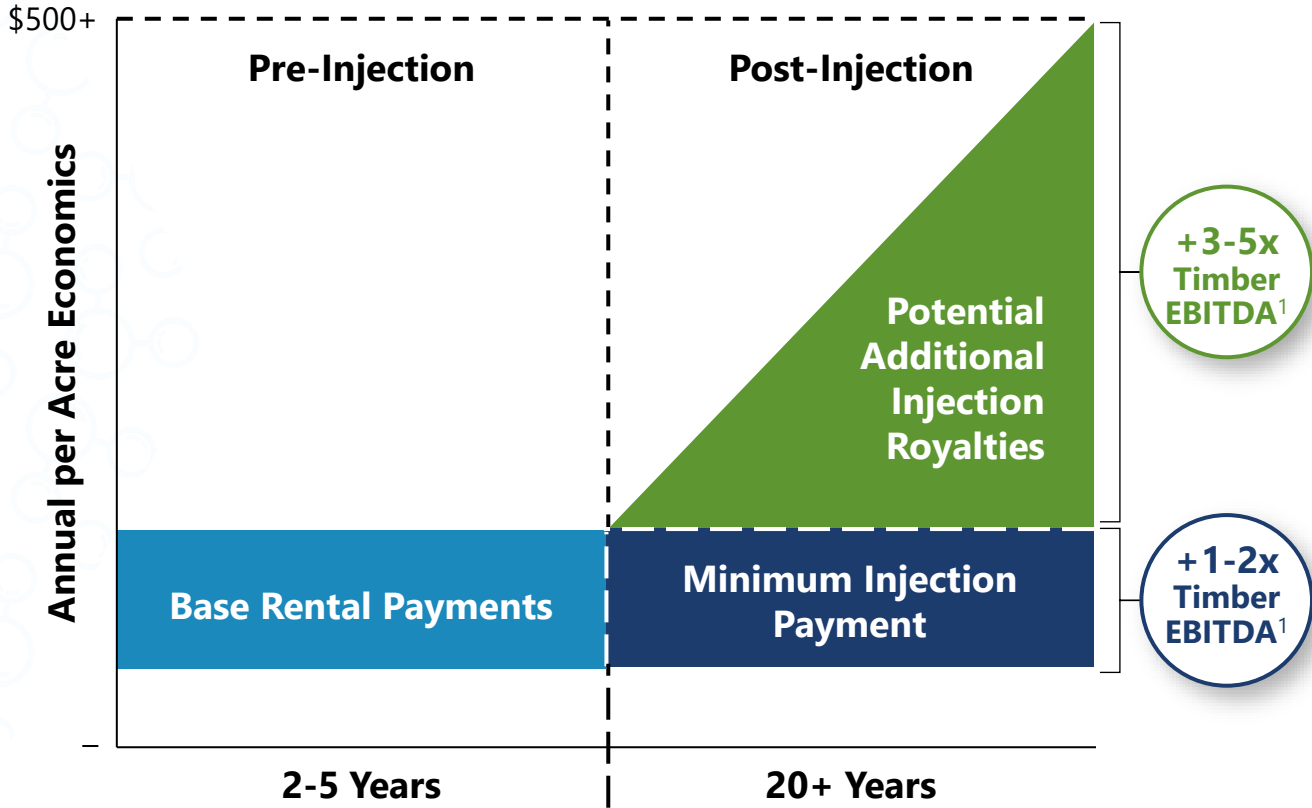 $500+
Pre-Injection
Post-Injection
Annual per Acre Economics
+3-5x
Timber
EBITDA¹
Potential
Additional
Injection
Royalties
Base Rental Payments
Minimum Injection
Payment
+1-2x
Timber
EBITDA¹
–
2-5 Years
20+ Years